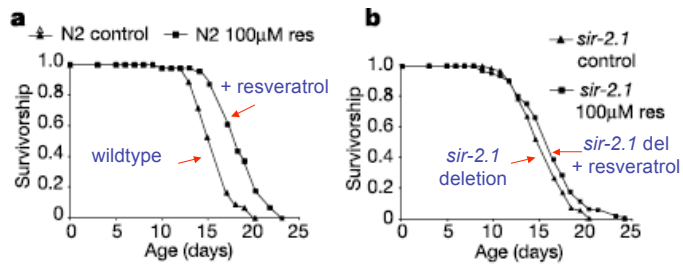 a
N2 control N2 100μM res
Survivorship
1.0
0.8
0.6
0.4
0.2
0
0 5 10 15 20 25
Age (days)
+ resveratrol
wildtype
b
sir-2.1
control
sir-2.1
100μM res
Survivorship
1.0
0.8
0.6
0.4
0.2
0
0 5 10 15 20 25
Age (days)
sir-2.1
deletion
sir-2.1 del
+ resveratrol